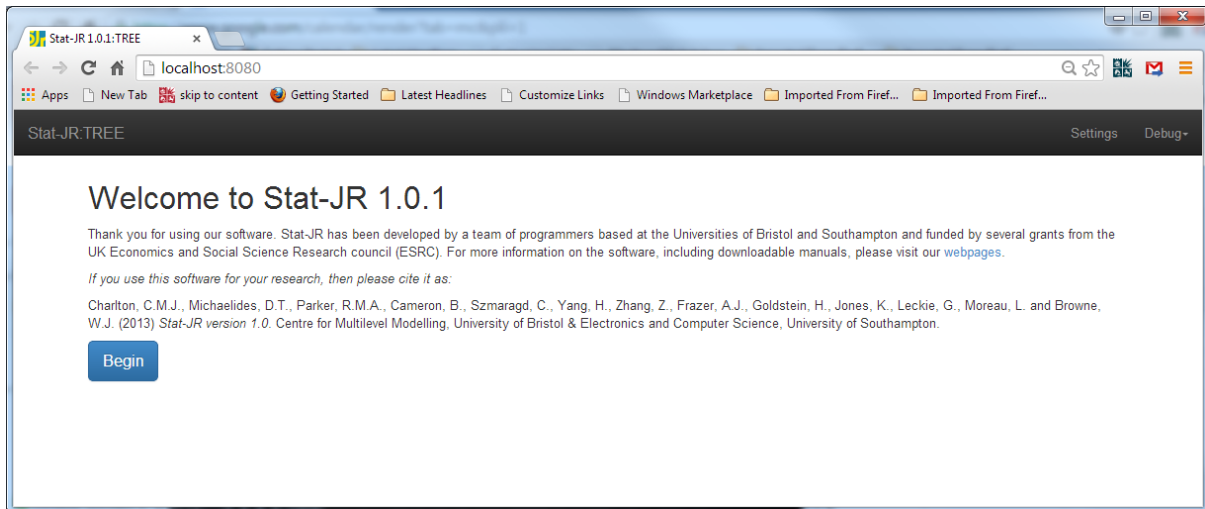 Stat-JR 1.0.1:TREE
localhost:8080
Apps New Tab skip to content Getting Started Latest Headlines Customize Links Windows Marketplace Imported From Firef... Imported From Firef...
Stat-JR:TREE Settings Debug
Welcome to Stat-JR 1.0.1
Thank you for using our software. Stat-JR has been developed by a team of programmers based at the Universities of Bristol and Southampton and funded by several grants from the
UK Economics and Social Science Research council (ESRC). For more information on the software, including downloadable manuals, please visit our webpages.
If you use this software for your research, then please cite it as:
Charlton, C.M.J., Michaelides, D.T., Parker, R.M.A., Cameron, B., Szmaragd, C., Yang, H., Zhang, Z., Frazer, A.J., Goldstein, H., Jones, K., Leckie, G., Moreau, L. and Browne,
W.J. (2013) Stat-JR version 1.0. Centre for Multilevel Modelling, University of Bristol & Electronics and Computer Science, University of Southampton.
Begin